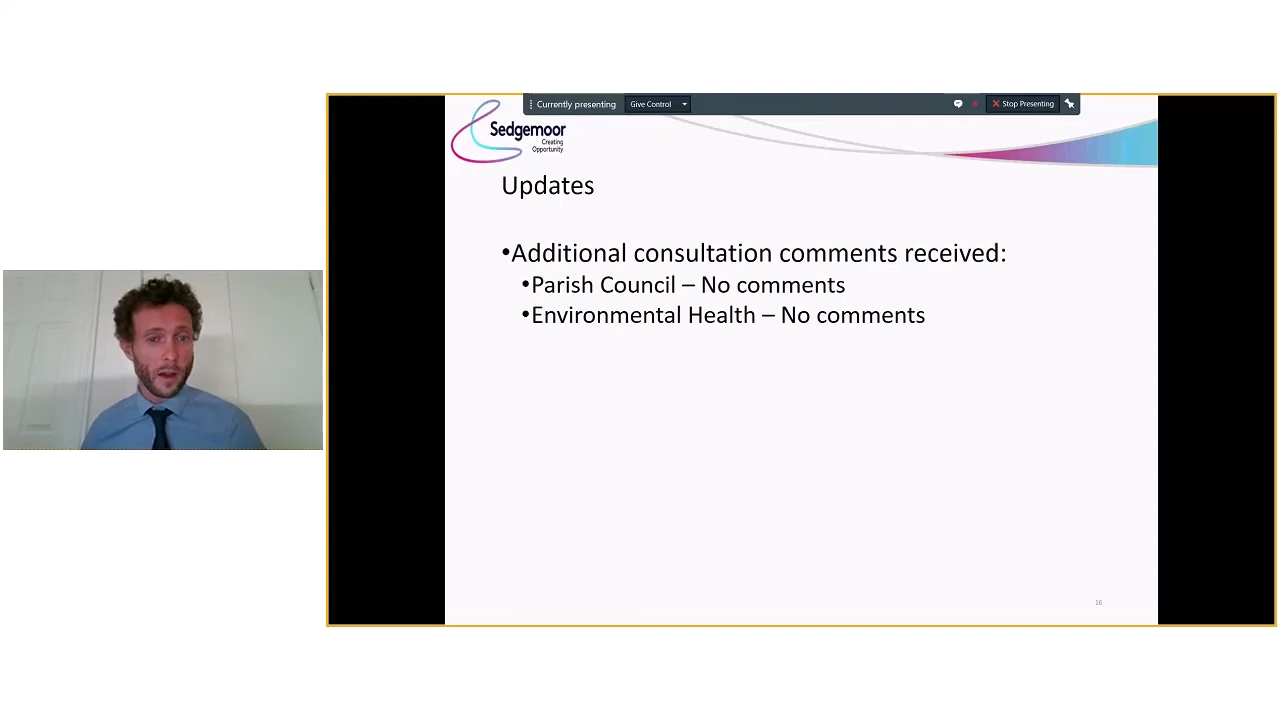 Currently presenting
Give Control
Stop Presenting
Sedgemoor
Creating
Opportunity
Updates
•Additional consultation comments received:
•Parish Council – No comments
•Environmental Health – No comments
16